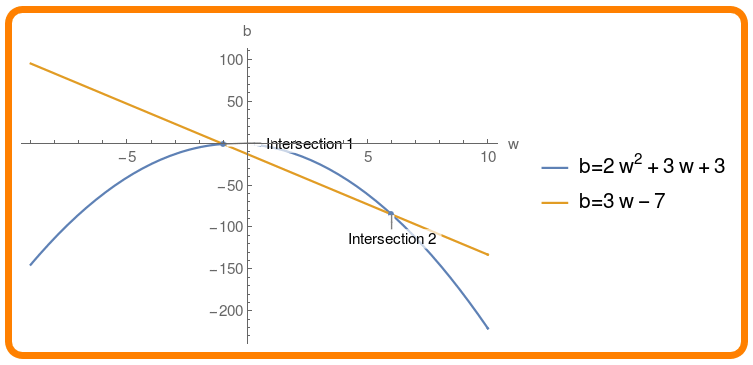 b
100
50
Intersection 1
w
−5
5
10
b=2 w² + 3 w + 3
−50
b=3 w − 7
−100
Intersection 2
−150
−200